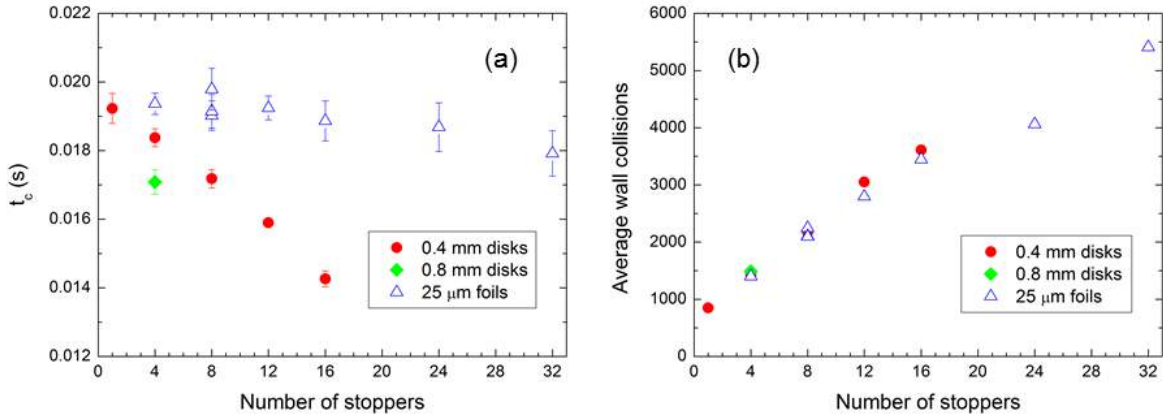 0.022
0.020
0.018
0.016
0.014
0.012
t_c (s)
(a)
0.4 mm disks
0.8 mm disks
25 μm foils
0 4 8 12 16 20 24 28 32
Number of stoppers
6000
5000
4000
3000
2000
1000
0
Average wall collisions
(b)
0.4 mm disks
0.8 mm disks
25 μm foils
0 4 8 12 16 20 24 28 32
Number of stoppers